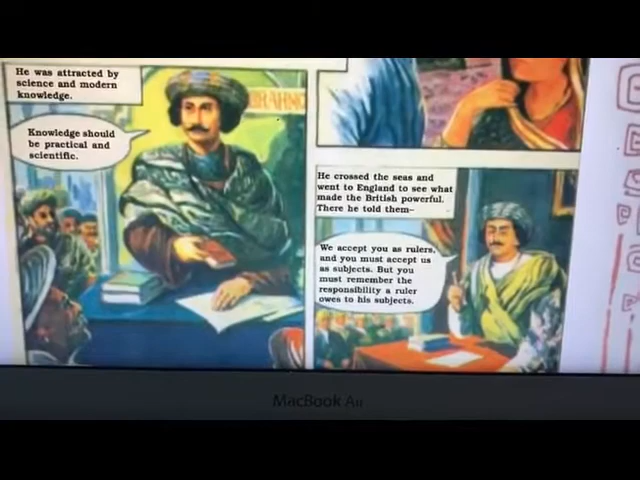 He was attracted by
science and modern
knowledge.
Knowledge should
be practical and
scientific.
He crossed the seas and
went to England to see what
made the British powerful.
There he told them–
We accept you as rulers,
and you must accept us
as subjects. But you
must remember the
responsibility a ruler
owes to his subjects.
MacBook Air